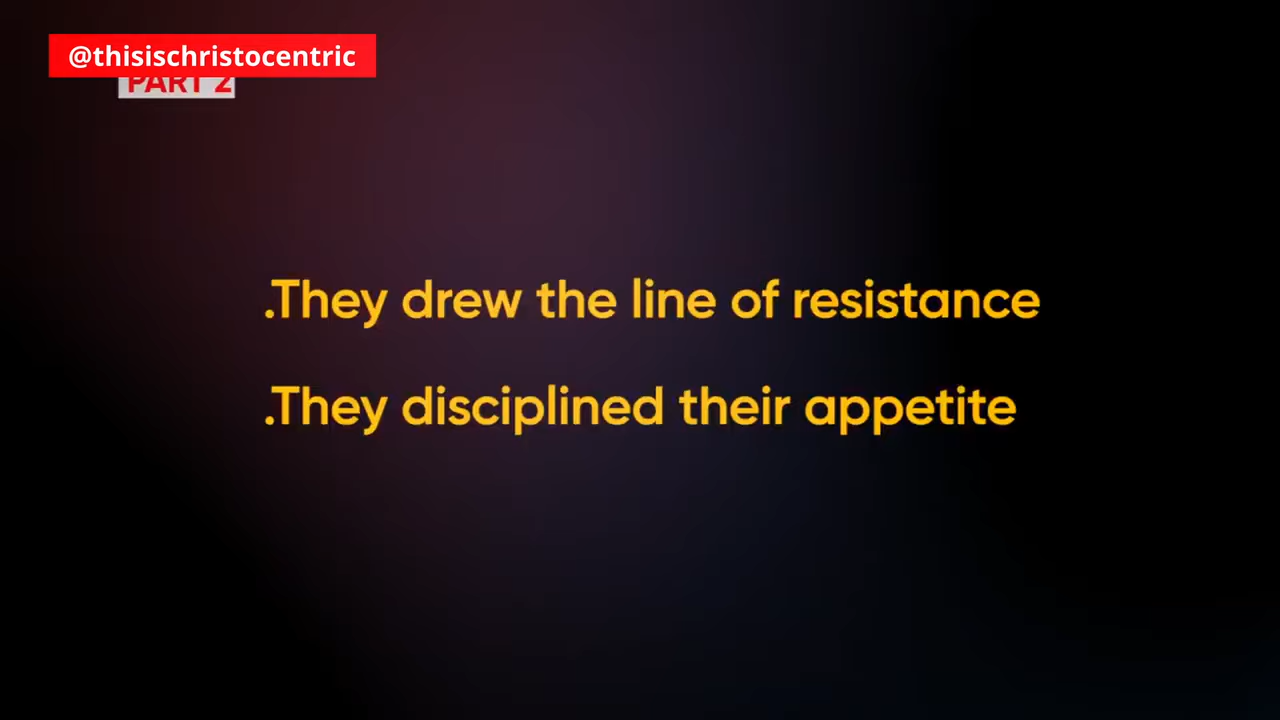 @thisischristocentric
PART 2
.They drew the line of resistance
.They disciplined their appetite